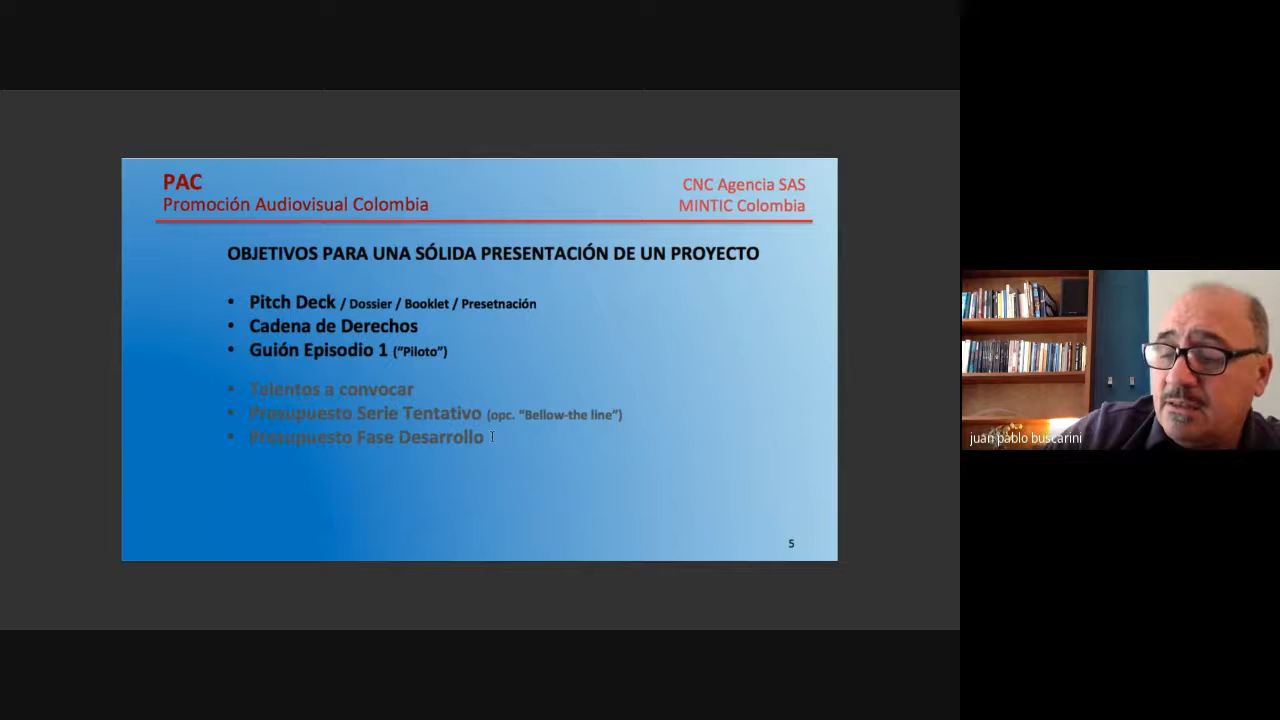 PAC
Promoción Audiovisual Colombia
CNC Agencia SAS
MINTIC Colombia
OBJETIVOS PARA UNA SÓLIDA PRESENTACIÓN DE UN PROYECTO
• Pitch Deck / Dossier / Booklet / Presetnación
• Cadena de Derechos
• Guión Episodio 1 (“Piloto”)
• Talentos a convocar
• Presupuesto Serie Tentativo (opc. “Bellow-the line”)
• Presupuesto Fase Desarrollo
5
juan pablo buscarini